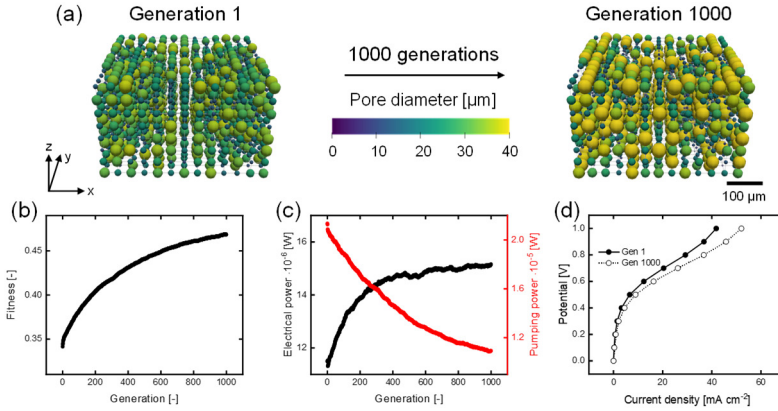 (a)
Generation 1
Generation 1000
1000 generations
Pore diameter [µm]
0 10 20 30 40
z
y
x
100 µm
(b)
(c)
(d)
Fitness [-]
0.45
0.40
0.35
0 200 400 600 800 1000
Generation [-]
Electrical power ·10⁻⁶ [W]
16
14
12
0 200 400 600 800 1000
Generation [-]
2.0
1.6
1.2
Pumping power ·10⁻⁵ [W]
Potential [V]
1.0
0.8
0.6
0.4
0.2
0.0
Gen 1
Gen 1000
0 20 40 60
Current density [mA cm⁻²]